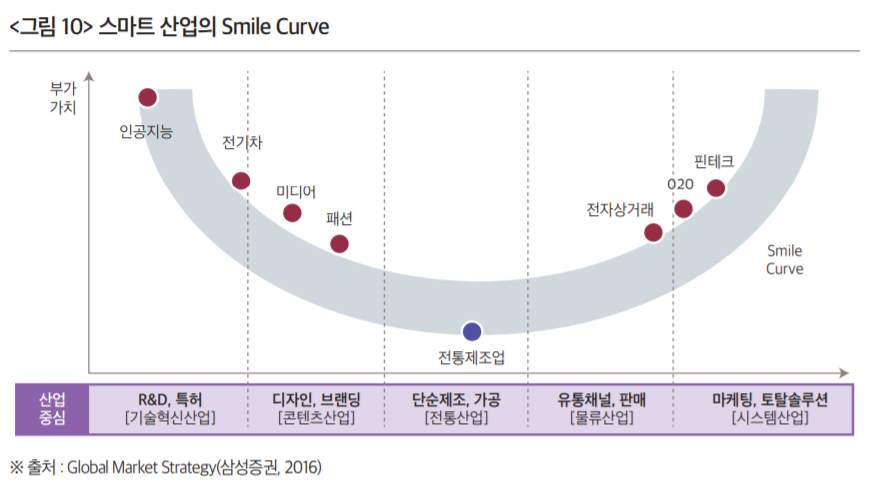 <그림 10> 스마트 산업의 Smile Curve
부가
가치
인공지능
전기차
미디어
패션
전통제조업
전자상거래
O2O
핀테크
Smile
Curve
산업
중심
R&D, 특허
[기술혁신산업]
디자인, 브랜딩
[콘텐츠산업]
단순제조, 가공
[전통산업]
유통채널, 판매
[물류산업]
마케팅, 토탈솔루션
[시스템산업]
※ 출처 : Global Market Strategy(삼성증권, 2016)